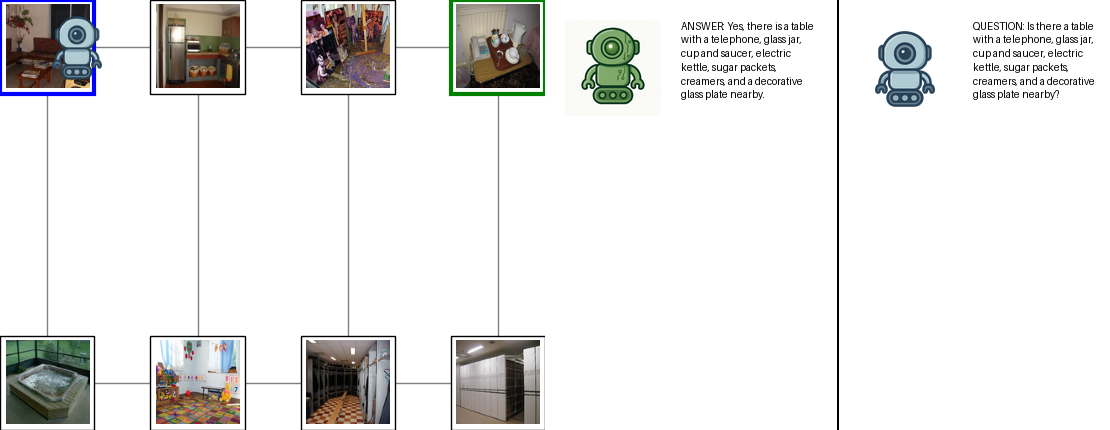 ANSWER: Yes, there is a table
with a telephone, glass jar,
cup and saucer, electric
kettle, sugar packets,
creamers, and a decorative
glass plate nearby.
QUESTION: Is there a table
with a telephone, glass jar,
cup and saucer, electric
kettle, sugar packets,
creamers, and a decorative
glass plate nearby?